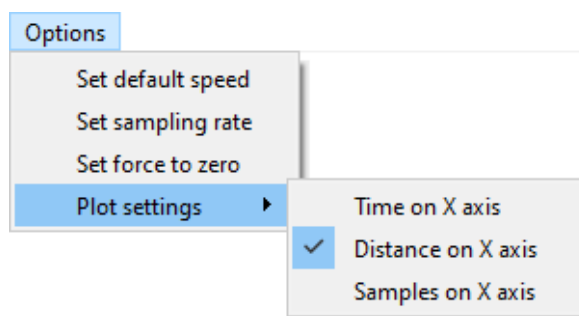 Options
Set default speed
Set sampling rate
Set force to zero
Plot settings
Time on X axis
Distance on X axis
Samples on X axis